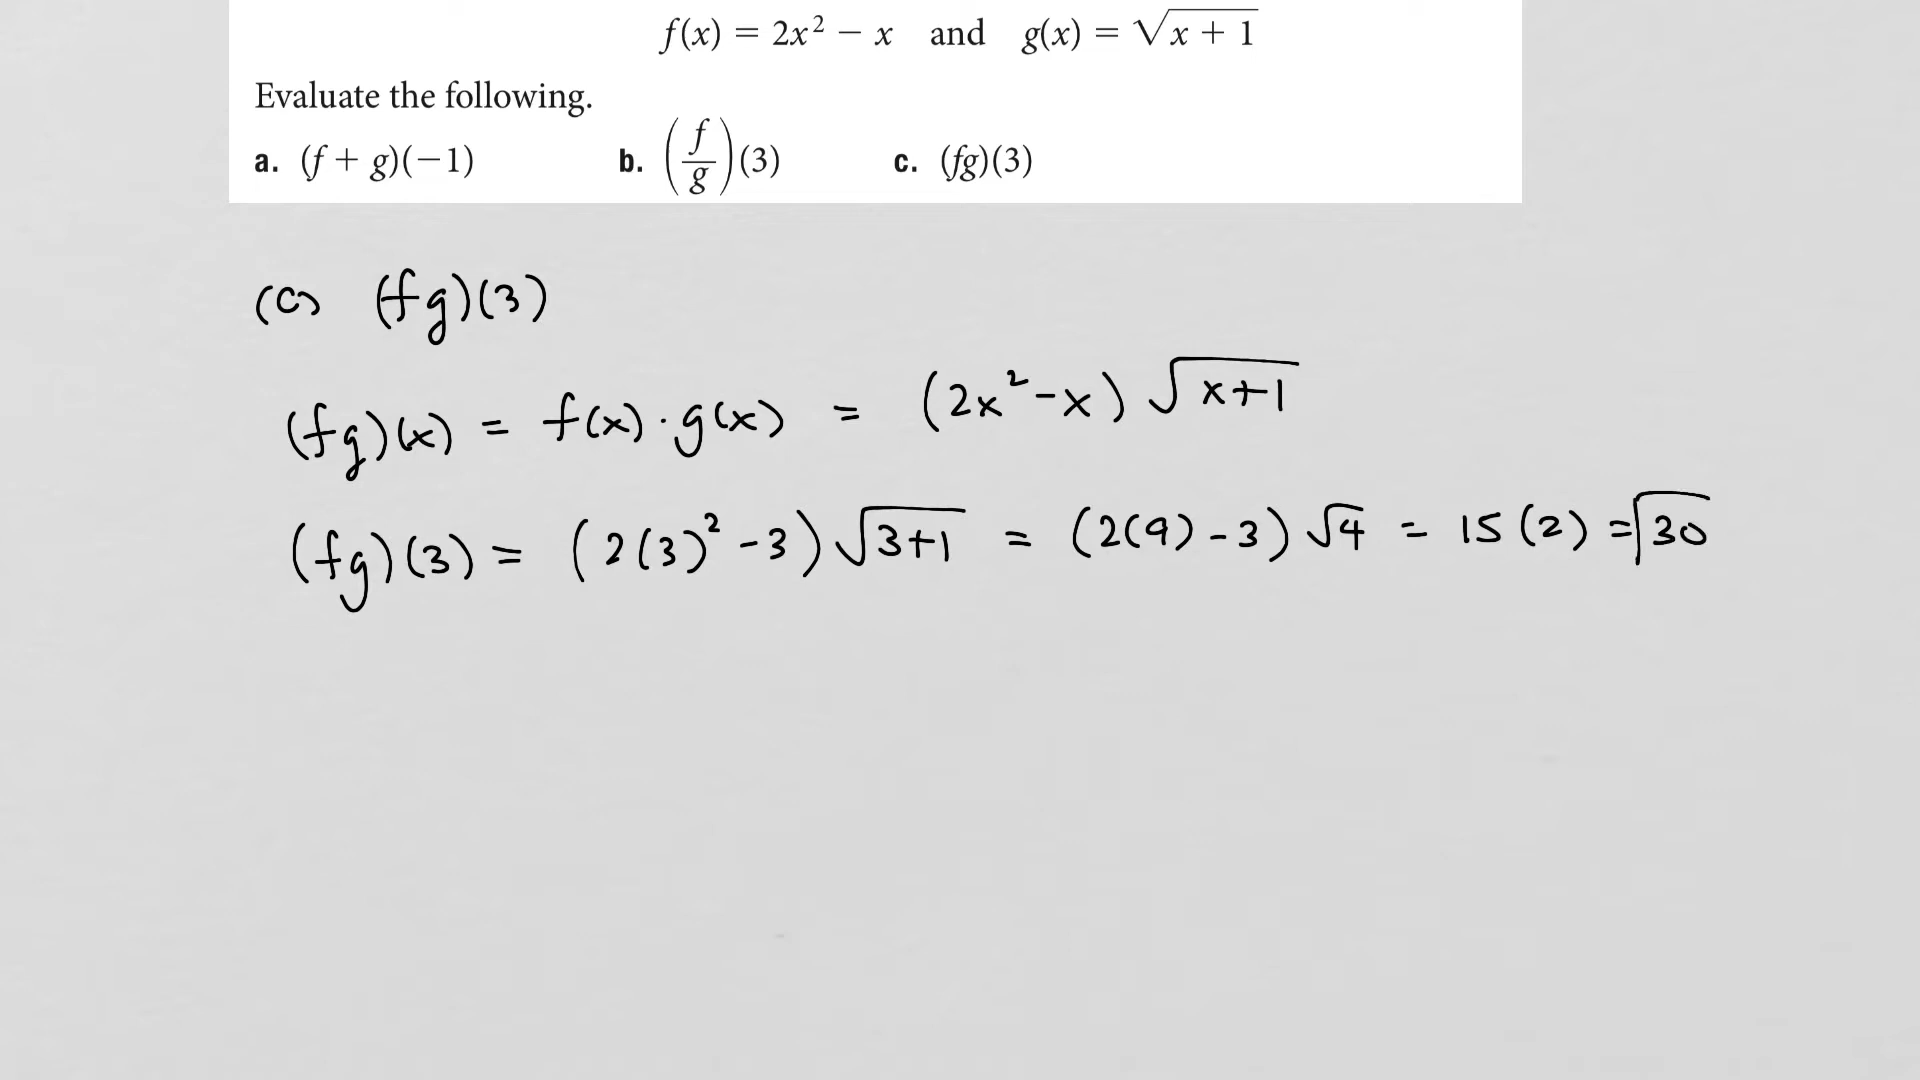 f(x) = 2x² − x and g(x) = √(x + 1)
Evaluate the following.
a. (f + g)(−1) b. (f/g)(3) c. (fg)(3)
(c) (fg)(3)
(fg)(x) = f(x) · g(x) = (2x² - x) √(x+1)
(fg)(3) = (2(3)² - 3) √(3+1) = (2(9) - 3) √4 = 15 (2) = 30